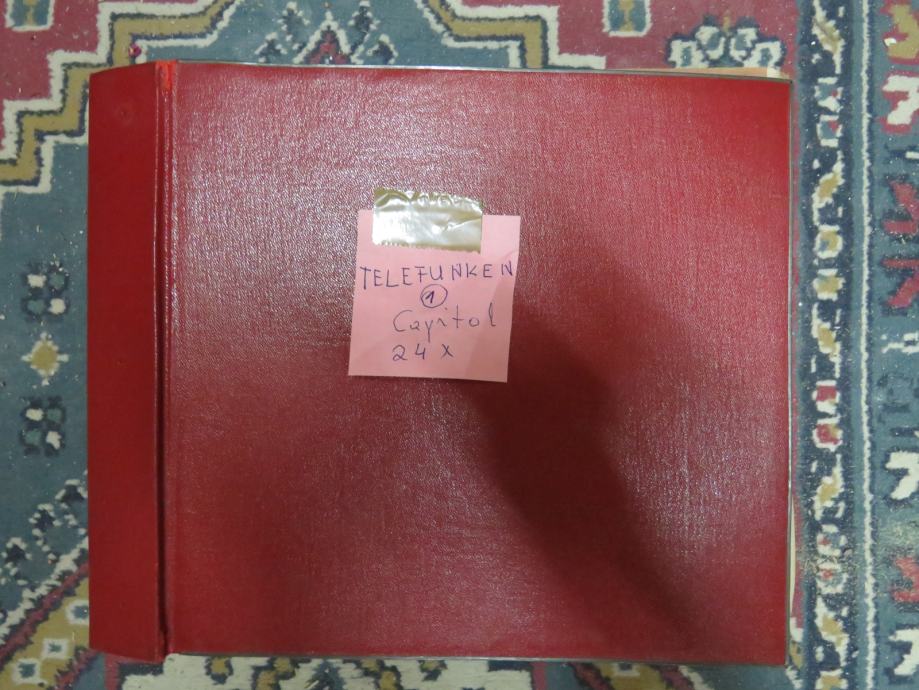 TELEFUNKEN
1
Capitol
24 x